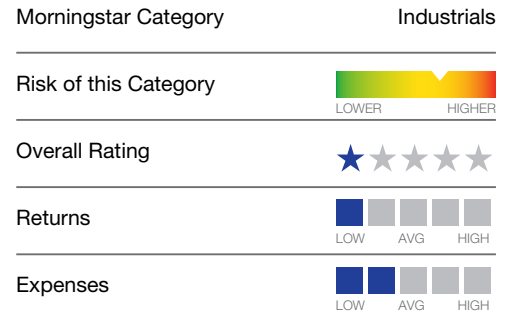 Morningstar Category Industrials
Risk of this Category
LOWER HIGHER
Overall Rating
Returns
LOW AVG HIGH
Expenses
LOW AVG HIGH